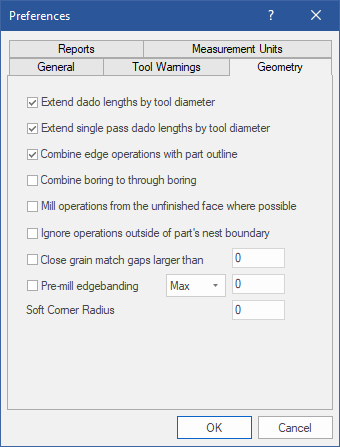 Preferences ? ×
Reports Measurement Units
General Tool Warnings Geometry
Extend dado lengths by tool diameter
Extend single pass dado lengths by tool diameter
Combine edge operations with part outline
Combine boring to through boring
Mill operations from the unfinished face where possible
Ignore operations outside of part's nest boundary
Close grain match gaps larger than 0
Pre-mill edgebanding Max 0
Soft Corner Radius 0
OK Cancel